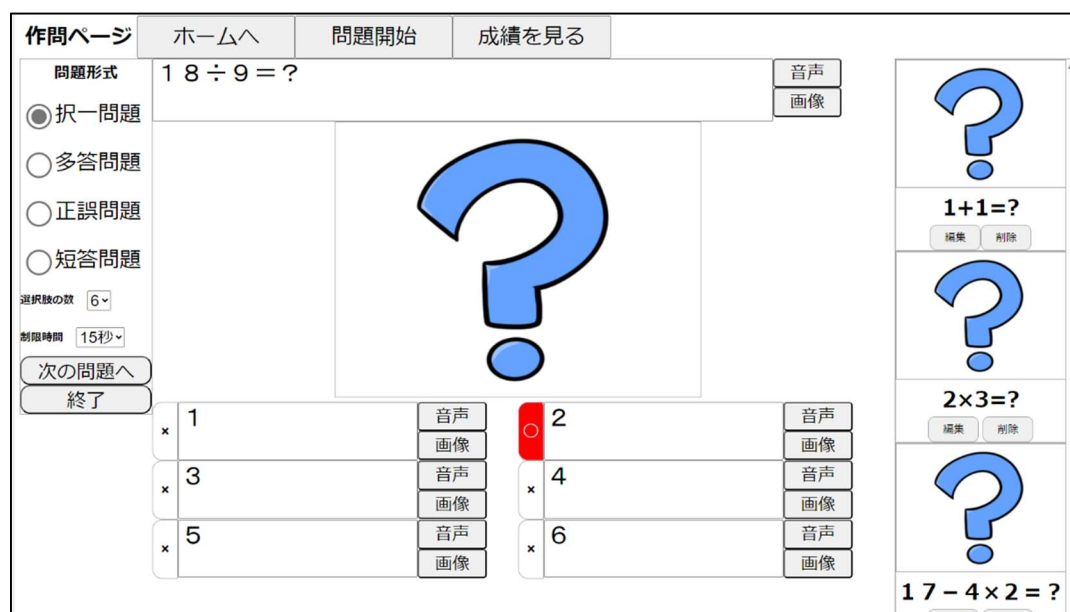 作問ページ ホームへ 問題開始 成績を見る
問題形式
択一問題
多答問題
正誤問題
短答問題
選択肢の数 6
制限時間 15秒
次の問題へ
終了
18÷9=?
音声
画像
× 1 音声 画像
○ 2 音声 画像
× 3 音声 画像
× 4 音声 画像
× 5 音声 画像
× 6 音声 画像
1+1=?
編集 削除
2×3=?
編集 削除
17-4×2=?